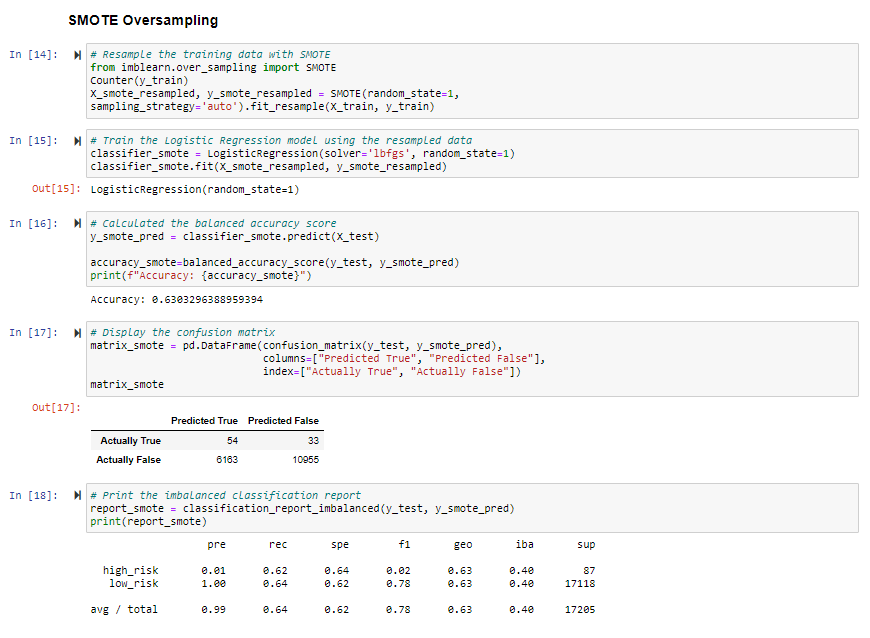 SMOTE Oversampling
In [14]:
# Resample the training data with SMOTE
from imblearn.over_sampling import SMOTE
Counter(y_train)
X_smote_resampled, y_smote_resampled = SMOTE(random_state=1,
sampling_strategy='auto').fit_resample(X_train, y_train)
In [15]:
# Train the Logistic Regression model using the resampled data
classifier_smote = LogisticRegression(solver='lbfgs', random_state=1)
classifier_smote.fit(X_smote_resampled, y_smote_resampled)
Out[15]: LogisticRegression(random_state=1)
In [16]:
# Calculated the balanced accuracy score
y_smote_pred = classifier_smote.predict(X_test)
accuracy_smote=balanced_accuracy_score(y_test, y_smote_pred)
print(f"Accuracy: {accuracy_smote}")
Accuracy: 0.6303296388959394
In [17]:
# Display the confusion matrix
matrix_smote = pd.DataFrame(confusion_matrix(y_test, y_smote_pred),
columns=["Predicted True", "Predicted False"],
index=["Actually True", "Actually False"])
matrix_smote
Out[17]:
Predicted True Predicted False
Actually True 54 33
Actually False 6163 10955
In [18]:
# Print the imbalanced classification report
report_smote = classification_report_imbalanced(y_test, y_smote_pred)
print(report_smote)
pre rec spe f1 geo iba sup
high_risk 0.01 0.62 0.64 0.02 0.63 0.40 87
low_risk 1.00 0.64 0.62 0.78 0.63 0.40 17118
avg / total 0.99 0.64 0.62 0.78 0.63 0.40 17205